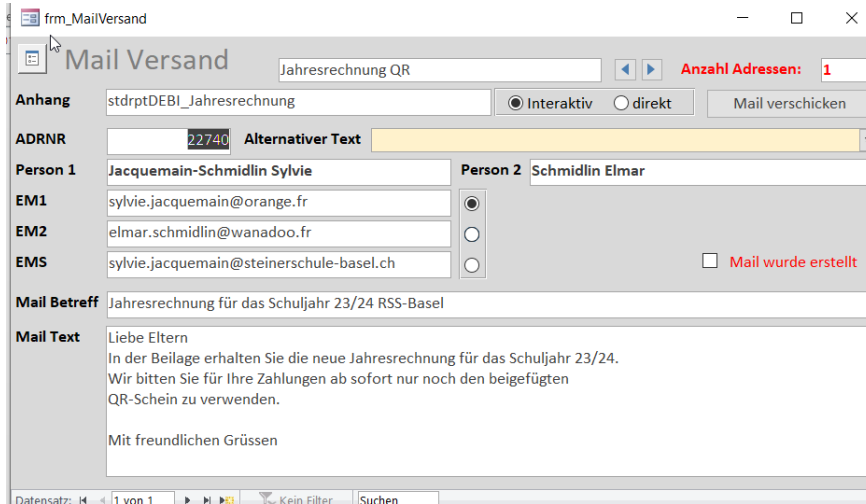 frm_MailVersand
Mail Versand
Jahresrechnung QR
Anzahl Adressen: 1
Anhang stdrptDEBI_Jahresrechnung Interaktiv direkt Mail verschicken
ADRNR 22740 Alternativer Text
Person 1 Jacquemain-Schmidlin Sylvie Person 2 Schmidlin Elmar
EM1 sylvie.jacquemain@orange.fr
EM2 elmar.schmidlin@wanadoo.fr
EMS sylvie.jacquemain@steinerschule-basel.ch Mail wurde erstellt
Mail Betreff Jahresrechnung für das Schuljahr 23/24 RSS-Basel
Mail Text Liebe Eltern
In der Beilage erhalten Sie die neue Jahresrechnung für das Schuljahr 23/24.
Wir bitten Sie für Ihre Zahlungen ab sofort nur noch den beigefügten
QR-Schein zu verwenden.
Mit freundlichen Grüssen
Datensatz: 1 von 1 Kein Filter Suchen